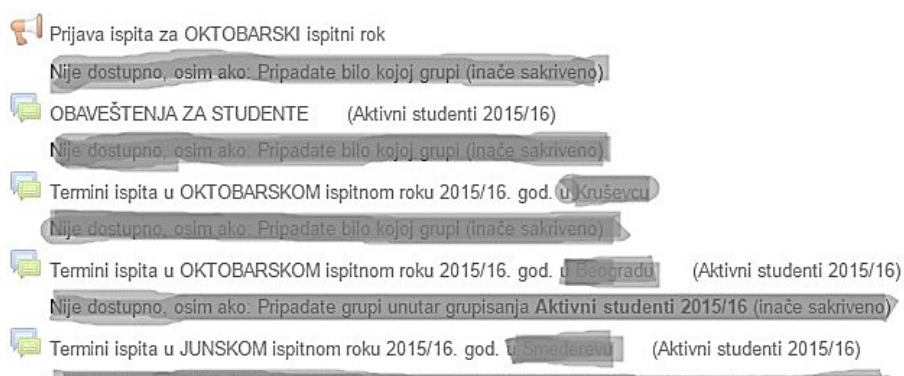 Prijava ispita za OKTOBARSKI ispitni rok
Nije dostupno, osim ako: Pripadate bilo kojoj grupi (inače sakriveno)
OBAVEŠTENJA ZA STUDENTE (Aktivni studenti 2015/16)
Nije dostupno, osim ako: Pripadate bilo kojoj grupi (inače sakriveno)
Termini ispita u OKTOBARSKOM ispitnom roku 2015/16. god. u Kruševcu
Nije dostupno, osim ako: Pripadate bilo kojoj grupi (inače sakriveno)
Termini ispita u OKTOBARSKOM ispitnom roku 2015/16. god. u Beogradu (Aktivni studenti 2015/16)
Nije dostupno, osim ako: Pripadate grupi unutar grupisanja Aktivni studenti 2015/16 (inače sakriveno)
Termini ispita u JUNSKOM ispitnom roku 2015/16. god. u Smederevu (Aktivni studenti 2015/16)